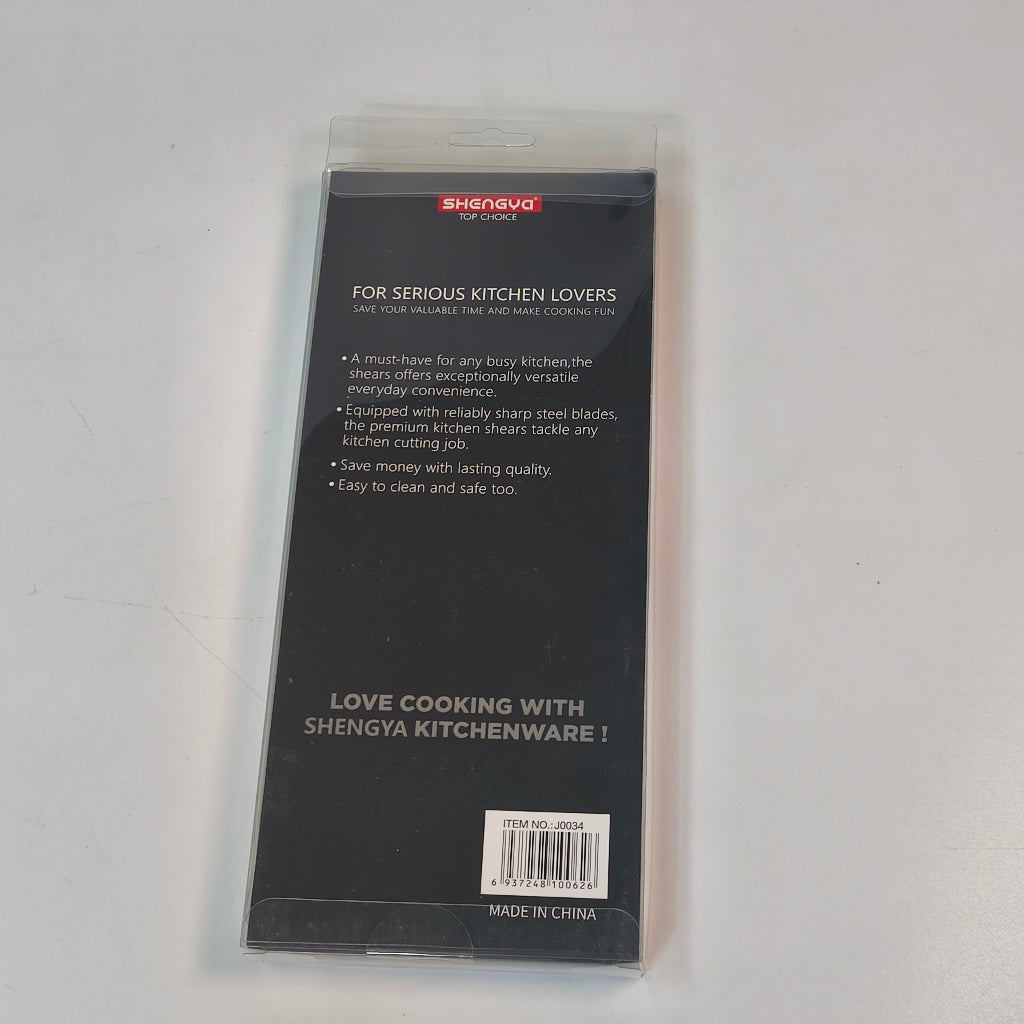 SHENGYA®
TOP CHOICE
FOR SERIOUS KITCHEN LOVERS
SAVE YOUR VALUABLE TIME AND MAKE COOKING FUN
• A must-have for any busy kitchen,the
shears offers exceptionally versatile
everyday convenience.
• Equipped with reliably sharp steel blades,
the premium kitchen shears tackle any
kitchen cutting job.
• Save money with lasting quality.
• Easy to clean and safe too.
LOVE COOKING WITH
SHENGYA KITCHENWARE !
ITEM NO.:J0034
6 937248 100626
MADE IN CHINA